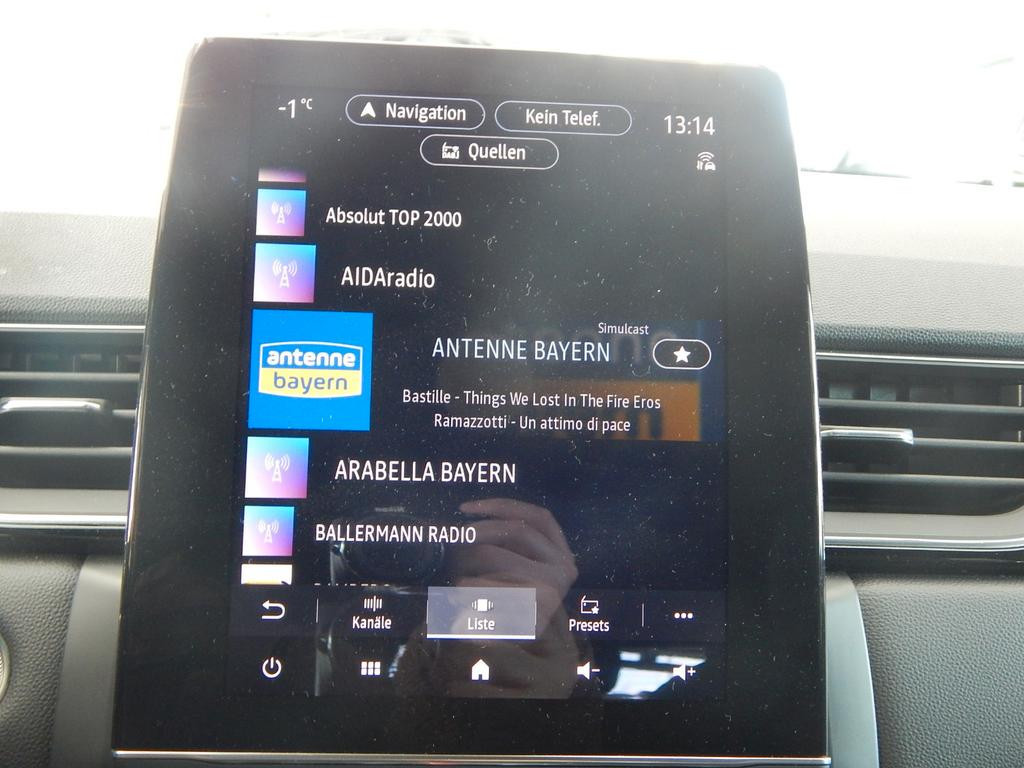 -1°C
Navigation
Kein Telef.
13:14
Quellen
Absolut TOP 2000
AIDAradio
Simulcast
antenne
bayern
ANTENNE BAYERN
Bastille - Things We Lost In The Fire Eros
Ramazzotti - Un attimo di pace
ARABELLA BAYERN
BALLERMANN RADIO
Kanäle
Liste
Presets